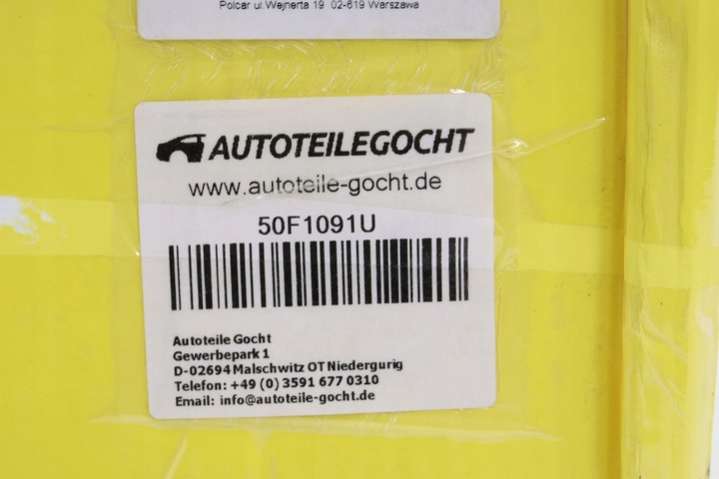 Polcar ul.Wejnerta 19 02-619 Warszawa
AUTOTEILEGOCHT
www.autoteile-gocht.de
50F1091U
Autoteile Gocht
Gewerbepark 1
D-02694 Malschwitz OT Niedergurig
Telefon: +49 (0) 3591 677 0310
Email: info@autoteile-gocht.de